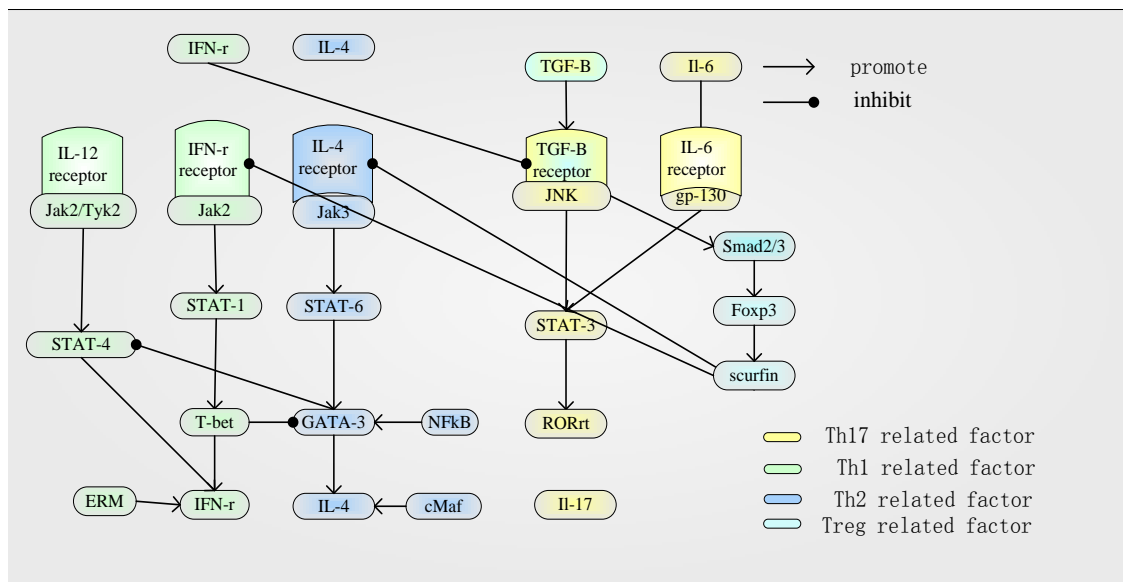 IFN-r
IL-4
TGF-B
Il-6
promote
inhibit
IL-12
receptor
IFN-r
receptor
IL-4
receptor
TGF-B
receptor
IL-6
receptor
Jak2/Tyk2
Jak2
Jak3
JNK
gp-130
Smad2/3
STAT-1
STAT-6
Foxp3
STAT-4
STAT-3
scurfin
T-bet
GATA-3
NFkB
RORrt
Th17 related factor
Th1 related factor
ERM
IFN-r
IL-4
cMaf
Il-17
Th2 related factor
Treg related factor